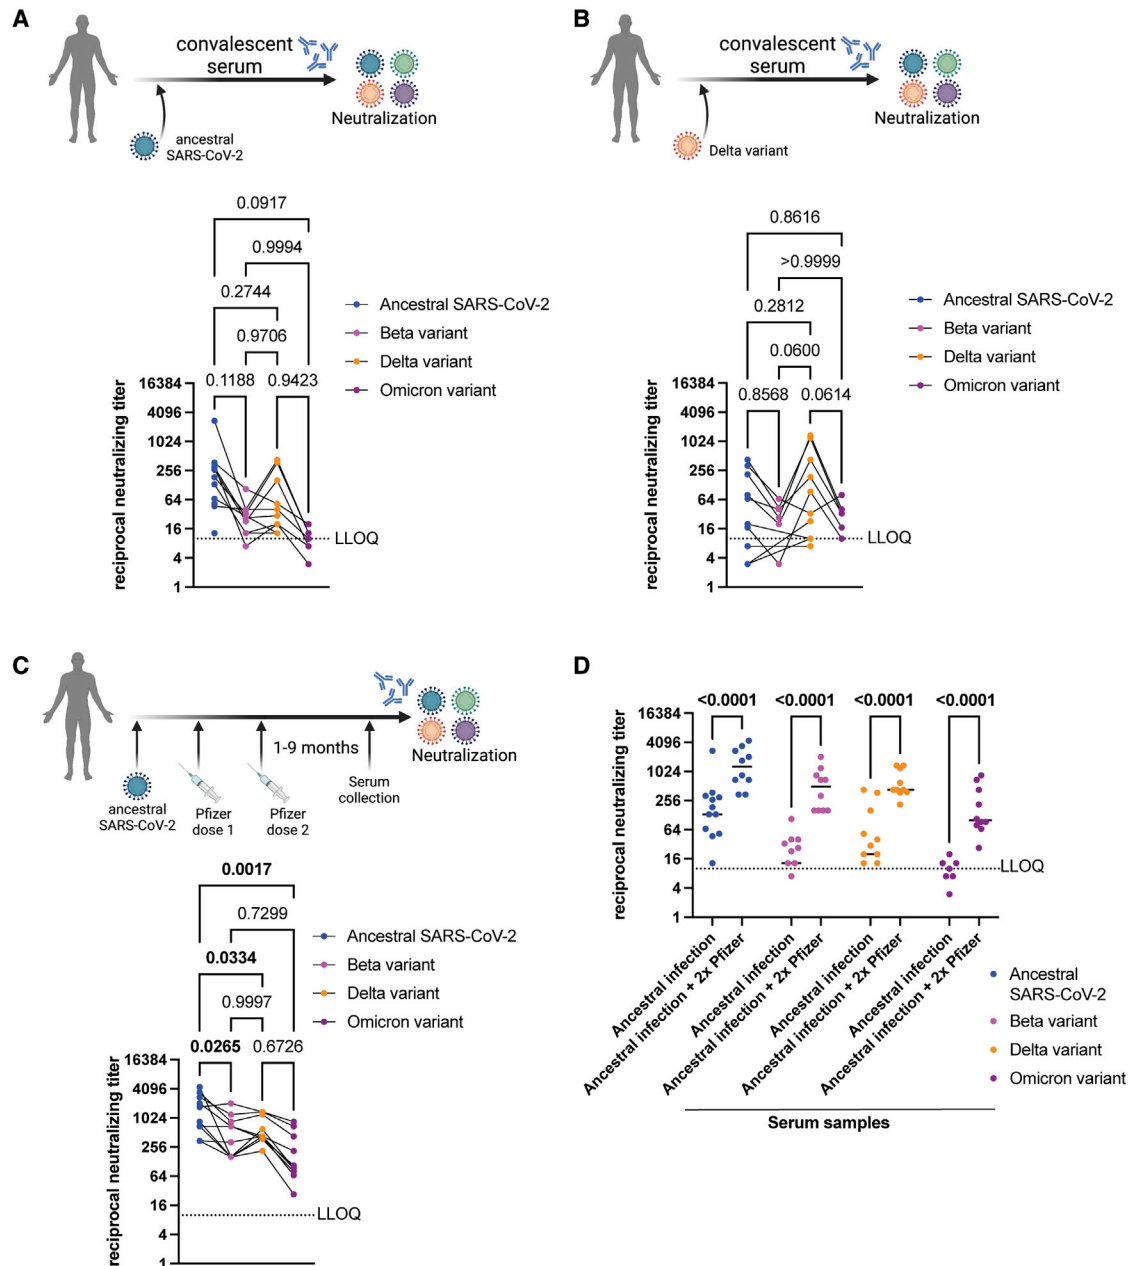 A
convalescent
serum
Neutralization
ancestral
SARS-CoV-2
0.0917
0.9994
0.2744
0.9706
0.1188
0.9423
Ancestral SARS-CoV-2
Beta variant
Delta variant
Omicron variant
reciprocal neutralizing titer
16384
4096
1024
256
64
16
4
1
LLOQ
B
convalescent
serum
Neutralization
Delta variant
0.8616
>0.9999
0.2812
0.0600
0.8568
0.0614
Ancestral SARS-CoV-2
Beta variant
Delta variant
Omicron variant
reciprocal neutralizing titer
16384
4096
1024
256
64
16
4
1
LLOQ
C
1-9 months
Neutralization
ancestral
SARS-CoV-2
Pfizer
dose 1
Pfizer
dose 2
Serum
collection
0.0017
0.7299
0.0334
0.9997
0.0265
0.6726
Ancestral SARS-CoV-2
Beta variant
Delta variant
Omicron variant
reciprocal neutralizing titer
16384
4096
1024
256
64
16
4
1
LLOQ
D
<0.0001
<0.0001
<0.0001
<0.0001
reciprocal neutralizing titer
16384
4096
1024
256
64
16
4
1
LLOQ
Ancestral infection
Ancestral infection + 2x Pfizer
Ancestral infection
Ancestral infection + 2x Pfizer
Ancestral infection
Ancestral infection + 2x Pfizer
Ancestral infection
Ancestral infection + 2x Pfizer
Serum samples
Ancestral
SARS-CoV-2
Beta variant
Delta variant
Omicron variant